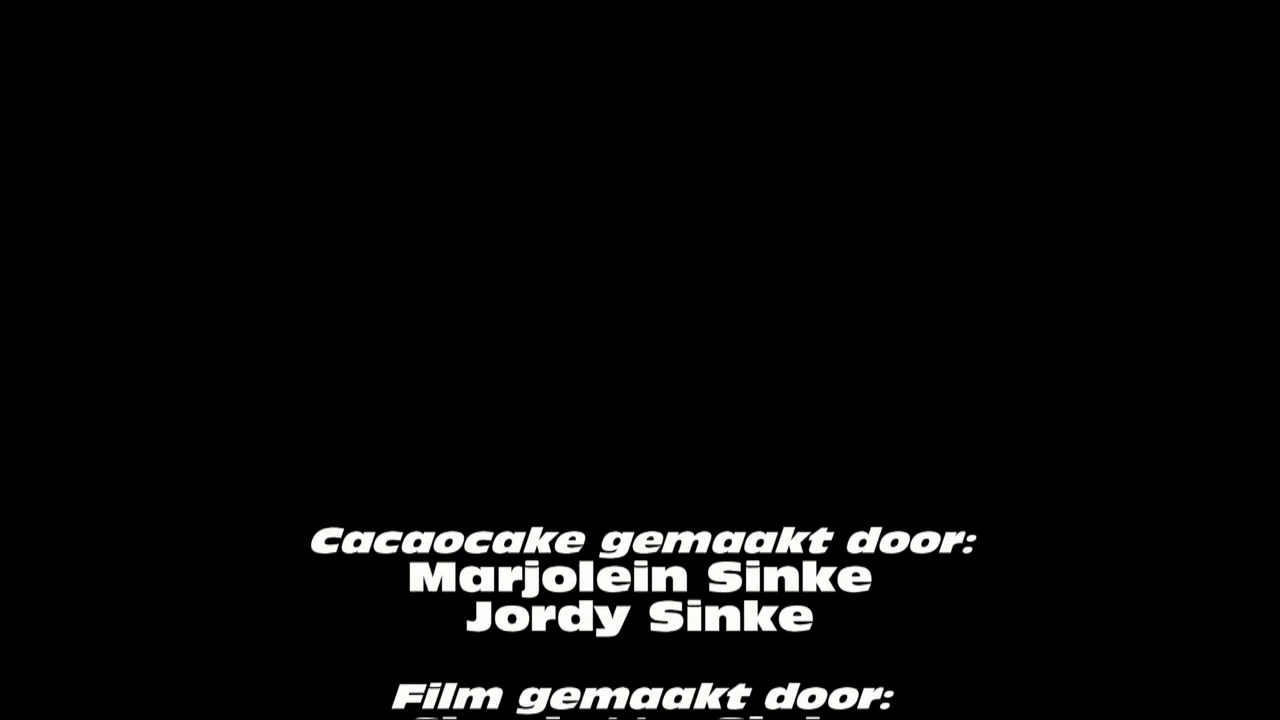 Cacaocake gemaakt door:
Marjolein Sinke
Jordy Sinke
Film gemaakt door: